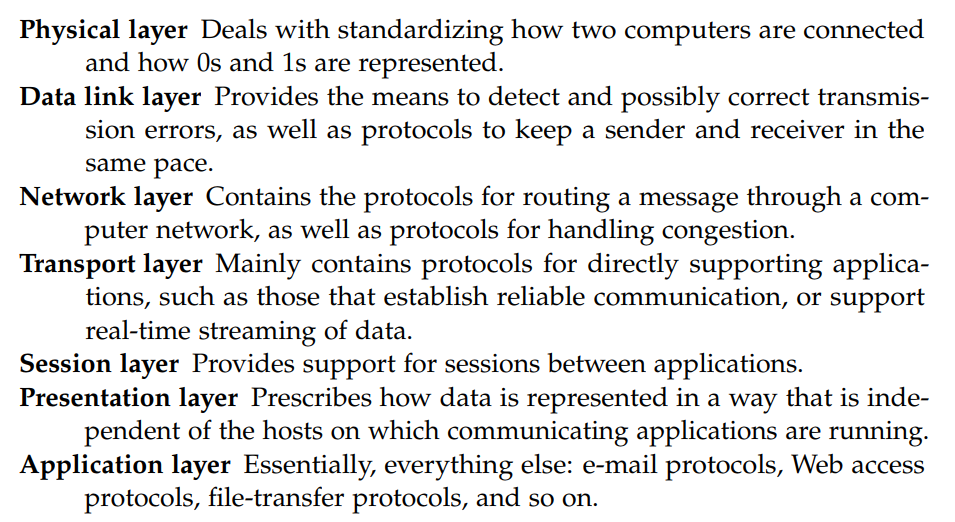 Physical layer Deals with standardizing how two computers are connected
and how 0s and 1s are represented.
Data link layer Provides the means to detect and possibly correct transmis-
sion errors, as well as protocols to keep a sender and receiver in the
same pace.
Network layer Contains the protocols for routing a message through a com-
puter network, as well as protocols for handling congestion.
Transport layer Mainly contains protocols for directly supporting applica-
tions, such as those that establish reliable communication, or support
real-time streaming of data.
Session layer Provides support for sessions between applications.
Presentation layer Prescribes how data is represented in a way that is inde-
pendent of the hosts on which communicating applications are running.
Application layer Essentially, everything else: e-mail protocols, Web access
protocols, file-transfer protocols, and so on.